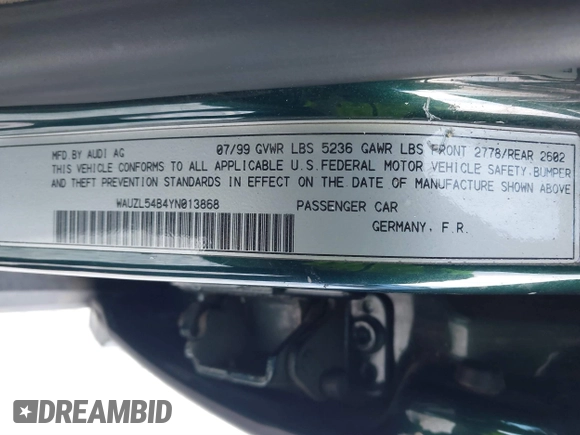 MFD BY AUDI AG 07/99 GVWR LBS 5236 GAWR LBS FRONT 2778/REAR 2602
THIS VEHICLE CONFORMS TO ALL APPLICABLE U.S.FEDERAL MOTOR VEHICLE SAFETY,BUMPER
AND THEFT PREVENTION STANDARDS IN EFFECT ON THE DATE OF MANUFACTURE SHOWN ABOVE
WAUZL54B4YN013868 PASSENGER CAR
GERMANY, F.R.
DREAMBID